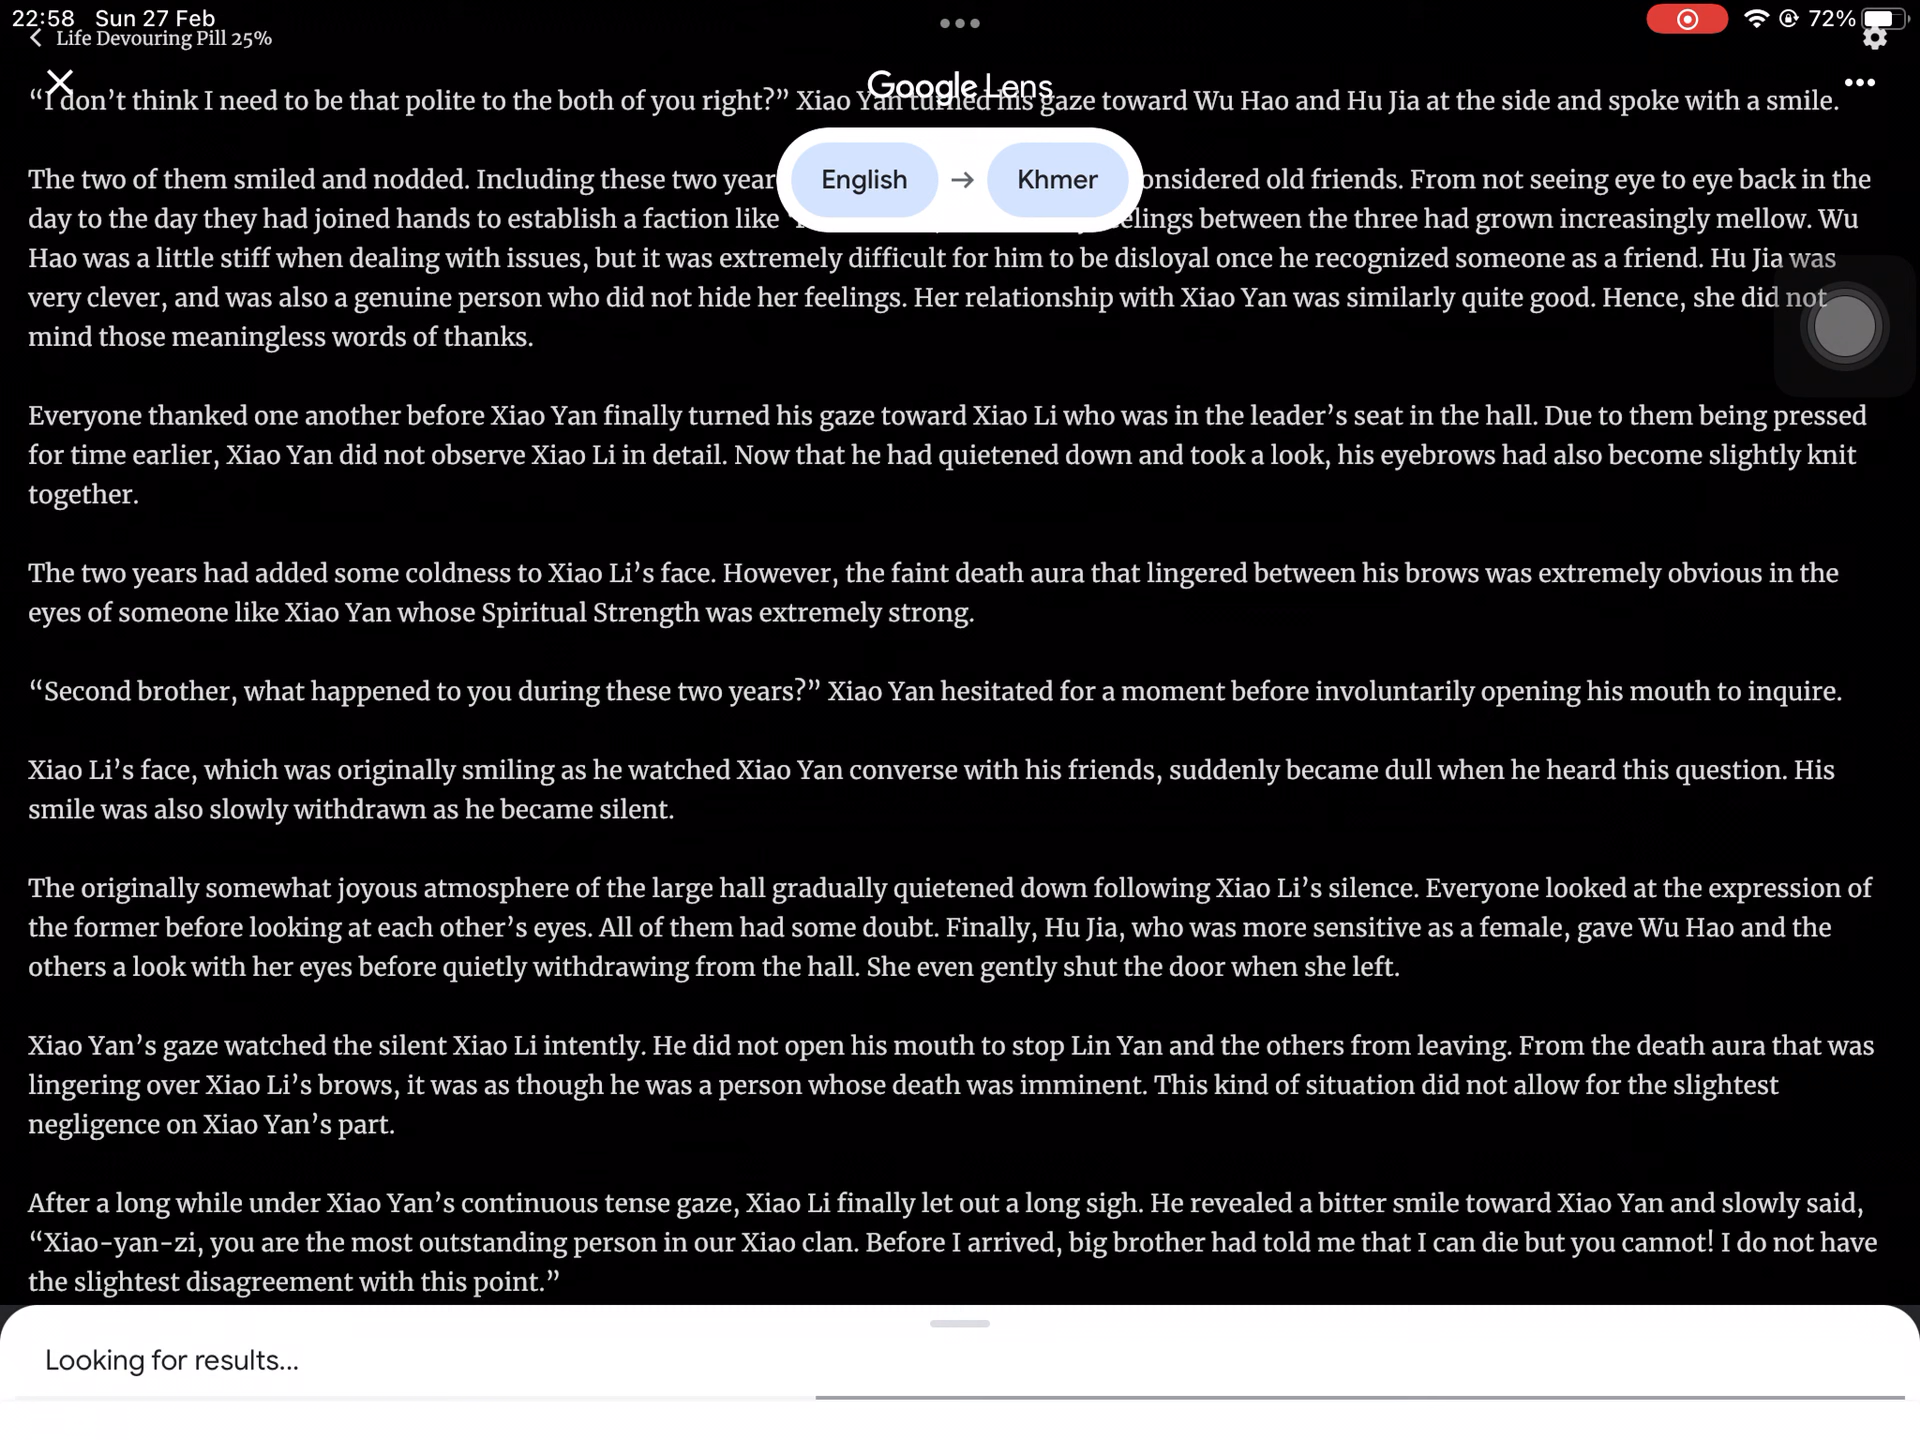 22:58 Sun 27 Feb
72%
Life Devouring Pill 25%
Google Lens
“I don’t think I need to be that polite to the both of you right?” Xiao Yan turned his gaze toward Wu Hao and Hu Jia at the side and spoke with a smile.
English → Khmer
The two of them smiled and nodded. Including these two year onsidered old friends. From not seeing eye to eye back in the
day to the day they had joined hands to establish a faction like elings between the three had grown increasingly mellow. Wu
Hao was a little stiff when dealing with issues, but it was extremely difficult for him to be disloyal once he recognized someone as a friend. Hu Jia was
very clever, and was also a genuine person who did not hide her feelings. Her relationship with Xiao Yan was similarly quite good. Hence, she did not
mind those meaningless words of thanks.
Everyone thanked one another before Xiao Yan finally turned his gaze toward Xiao Li who was in the leader’s seat in the hall. Due to them being pressed
for time earlier, Xiao Yan did not observe Xiao Li in detail. Now that he had quietened down and took a look, his eyebrows had also become slightly knit
together.
The two years had added some coldness to Xiao Li’s face. However, the faint death aura that lingered between his brows was extremely obvious in the
eyes of someone like Xiao Yan whose Spiritual Strength was extremely strong.
“Second brother, what happened to you during these two years?” Xiao Yan hesitated for a moment before involuntarily opening his mouth to inquire.
Xiao Li’s face, which was originally smiling as he watched Xiao Yan converse with his friends, suddenly became dull when he heard this question. His
smile was also slowly withdrawn as he became silent.
The originally somewhat joyous atmosphere of the large hall gradually quietened down following Xiao Li’s silence. Everyone looked at the expression of
the former before looking at each other’s eyes. All of them had some doubt. Finally, Hu Jia, who was more sensitive as a female, gave Wu Hao and the
others a look with her eyes before quietly withdrawing from the hall. She even gently shut the door when she left.
Xiao Yan’s gaze watched the silent Xiao Li intently. He did not open his mouth to stop Lin Yan and the others from leaving. From the death aura that was
lingering over Xiao Li’s brows, it was as though he was a person whose death was imminent. This kind of situation did not allow for the slightest
negligence on Xiao Yan’s part.
After a long while under Xiao Yan’s continuous tense gaze, Xiao Li finally let out a long sigh. He revealed a bitter smile toward Xiao Yan and slowly said,
“Xiao-yan-zi, you are the most outstanding person in our Xiao clan. Before I arrived, big brother had told me that I can die but you cannot! I do not have
the slightest disagreement with this point.”
Looking for results...